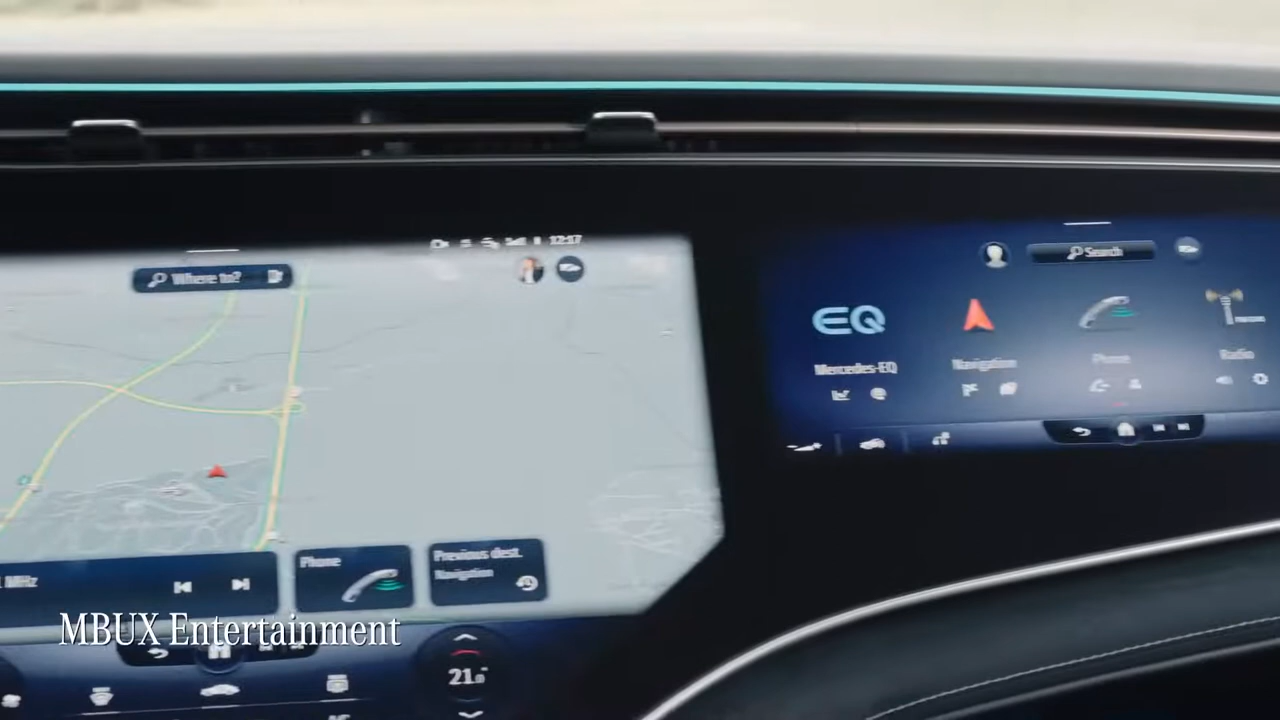 12:17
Where to?
Search
EQ
Mercedes-EQ
Navigation
Phone
Radio
MHz
Phone
Previous dest.
Navigation
MBUX Entertainment
21.0°